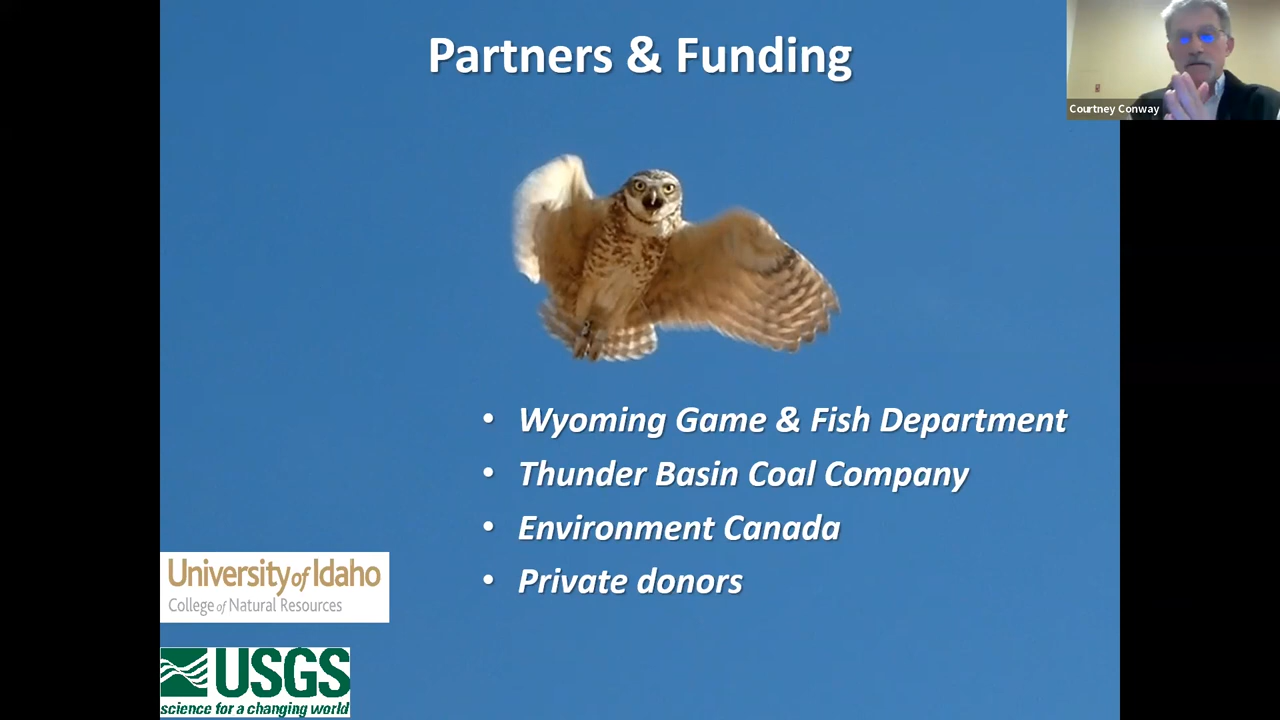 Partners & Funding
Courtney Conway
• Wyoming Game & Fish Department
• Thunder Basin Coal Company
• Environment Canada
• Private donors
University of Idaho
College of Natural Resources
USGS
science for a changing world